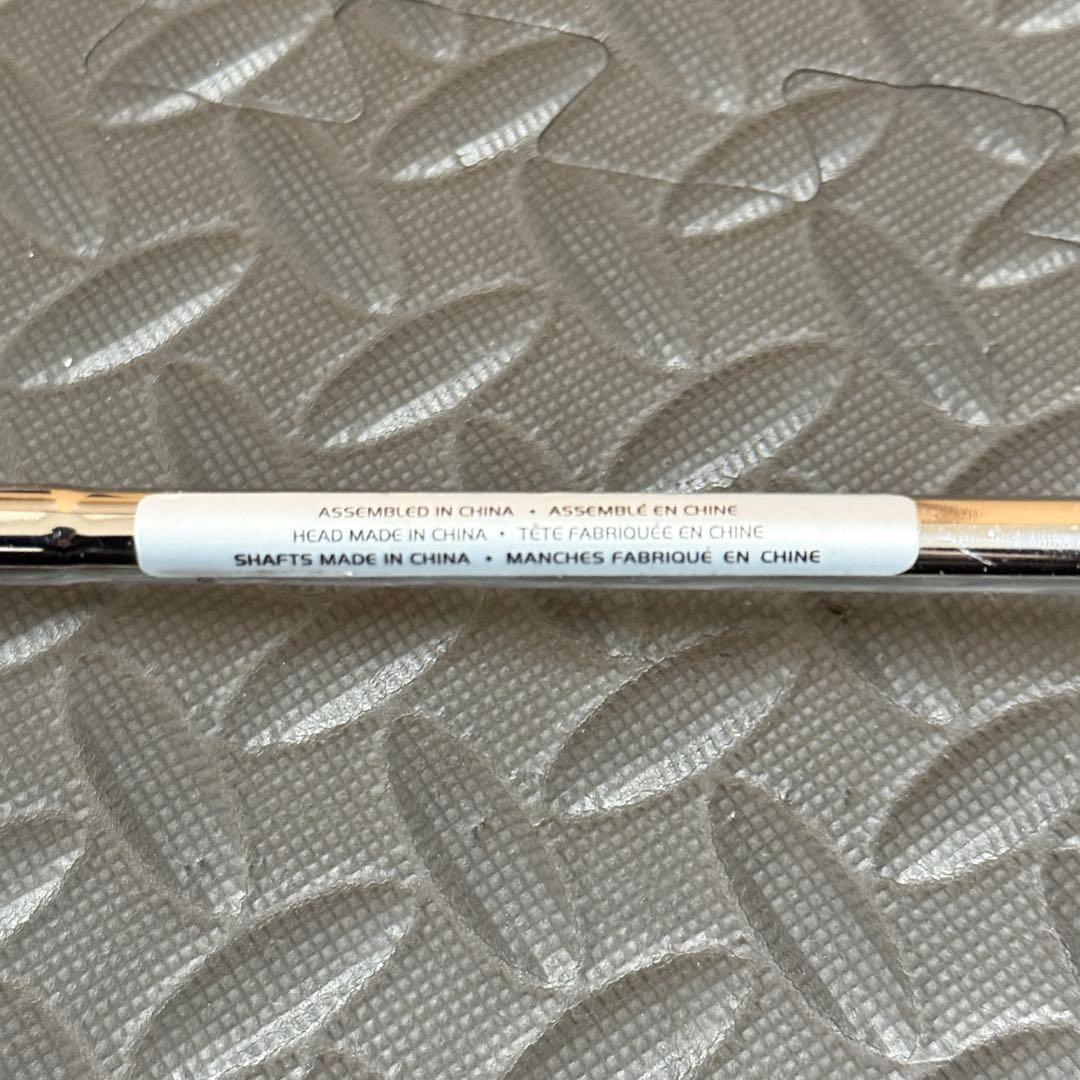 ASSEMBLED IN CHINA • ASSEMBLÉ EN CHINE
HEAD MADE IN CHINA • TÊTE FABRIQUÉE EN CHINE
SHAFTS MADE IN CHINA • MANCHES FABRIQUÉ EN CHINE